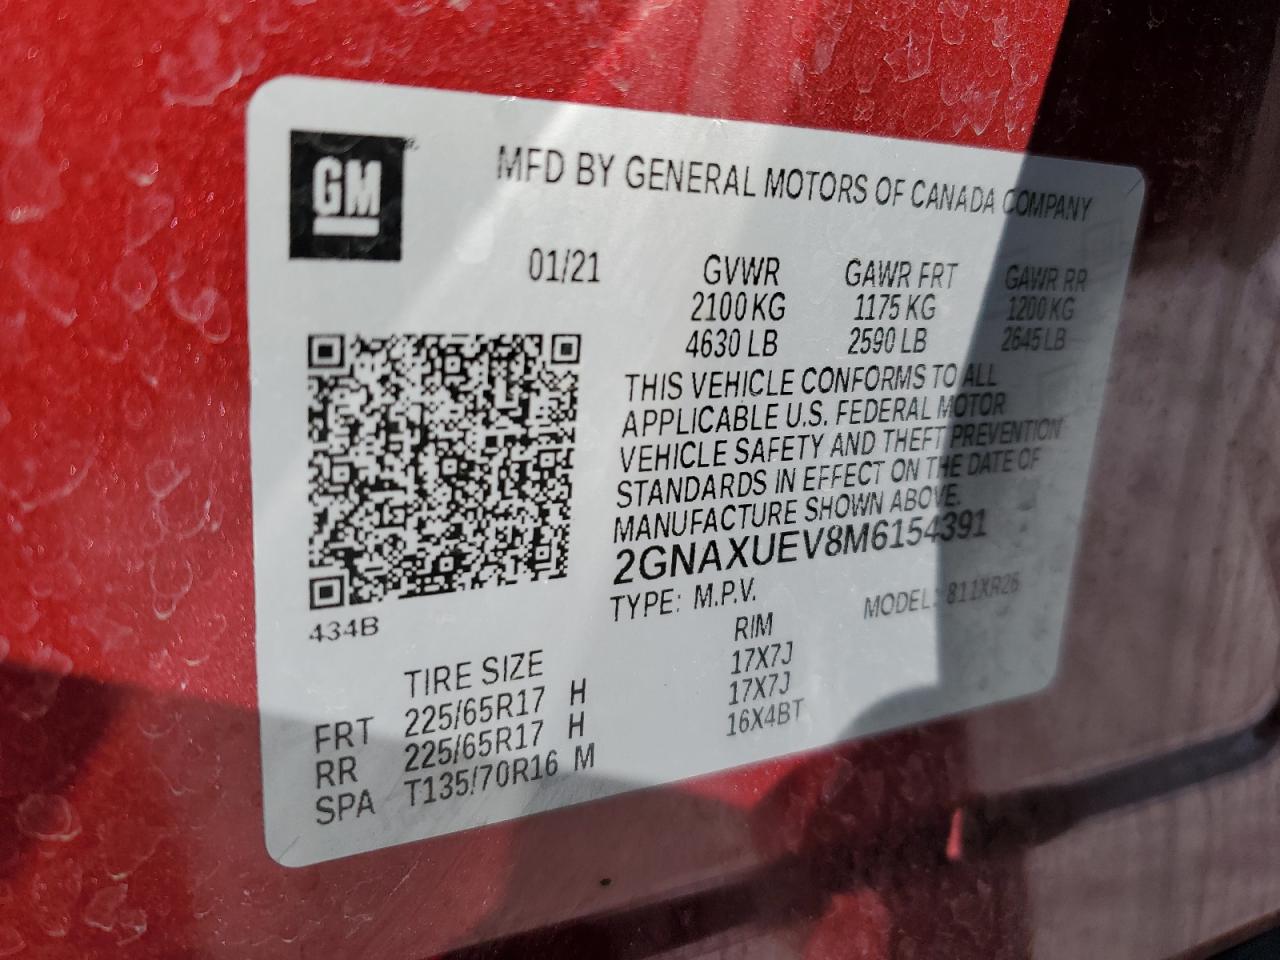 GM
MFD BY GENERAL MOTORS OF CANADA COMPANY
01/21 GVWR GAWR FRT GAWR RR
2100 KG 1175 KG 1200 KG
4630 LB 2590 LB 2645 LB
THIS VEHICLE CONFORMS TO ALL
APPLICABLE U.S. FEDERAL MOTOR
VEHICLE SAFETY AND THEFT PREVENTION
STANDARDS IN EFFECT ON THE DATE OF
MANUFACTURE SHOWN ABOVE.
2GNAXUEV8M6154391
TYPE: M.P.V. MODEL: 811XR26
434B
TIRE SIZE RIM
FRT 225/65R17 H 17X7J
RR 225/65R17 H 17X7J
SPA T135/70R16 M 16X4BT